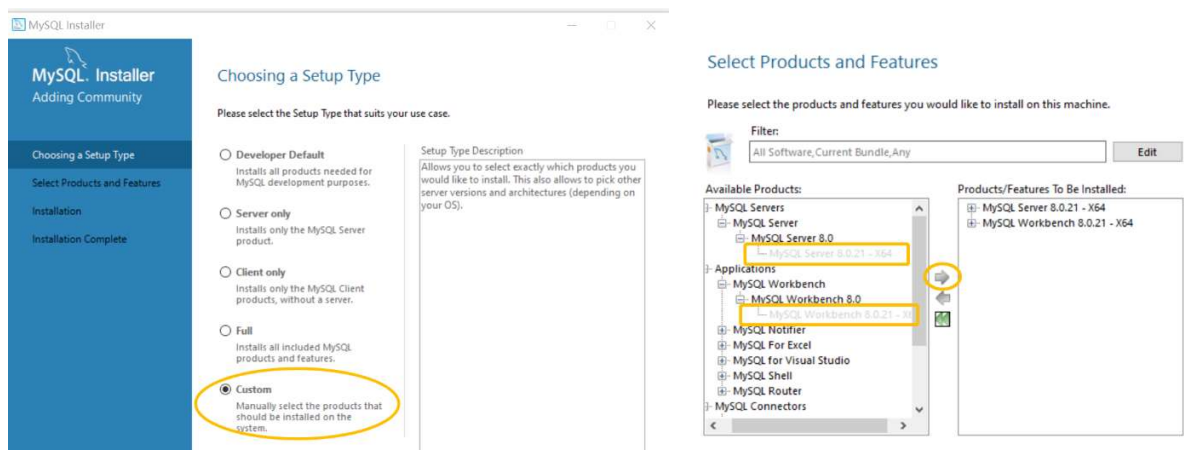 MySQL Installer
MySQL. Installer
Adding Community
Choosing a Setup Type
Select Products and Features
Installation
Installation Complete
Choosing a Setup Type
Please select the Setup Type that suits your use case.
Developer Default
Installs all products needed for
MySQL development purposes.
Server only
Installs only the MySQL Server
product.
Client only
Installs only the MySQL Client
products, without a server.
Full
Installs all included MySQL
products and features.
Custom
Manually select the products that
should be installed on the
system.
Setup Type Description
Allows you to select exactly which products you
would like to install. This also allows to pick other
server versions and architectures (depending on
your OS).
Select Products and Features
Please select the products and features you would like to install on this machine.
Filter:
All Software,Current Bundle,Any
Edit
Available Products:
MySQL Servers
MySQL Server
MySQL Server 8.0
MySQL Server 8.0.21 - X64
Applications
MySQL Workbench
MySQL Workbench 8.0
MySQL Workbench 8.0.21 - X6
MySQL Notifier
MySQL For Excel
MySQL for Visual Studio
MySQL Shell
MySQL Router
MySQL Connectors
Products/Features To Be Installed:
MySQL Server 8.0.21 - X64
MySQL Workbench 8.0.21 - X64